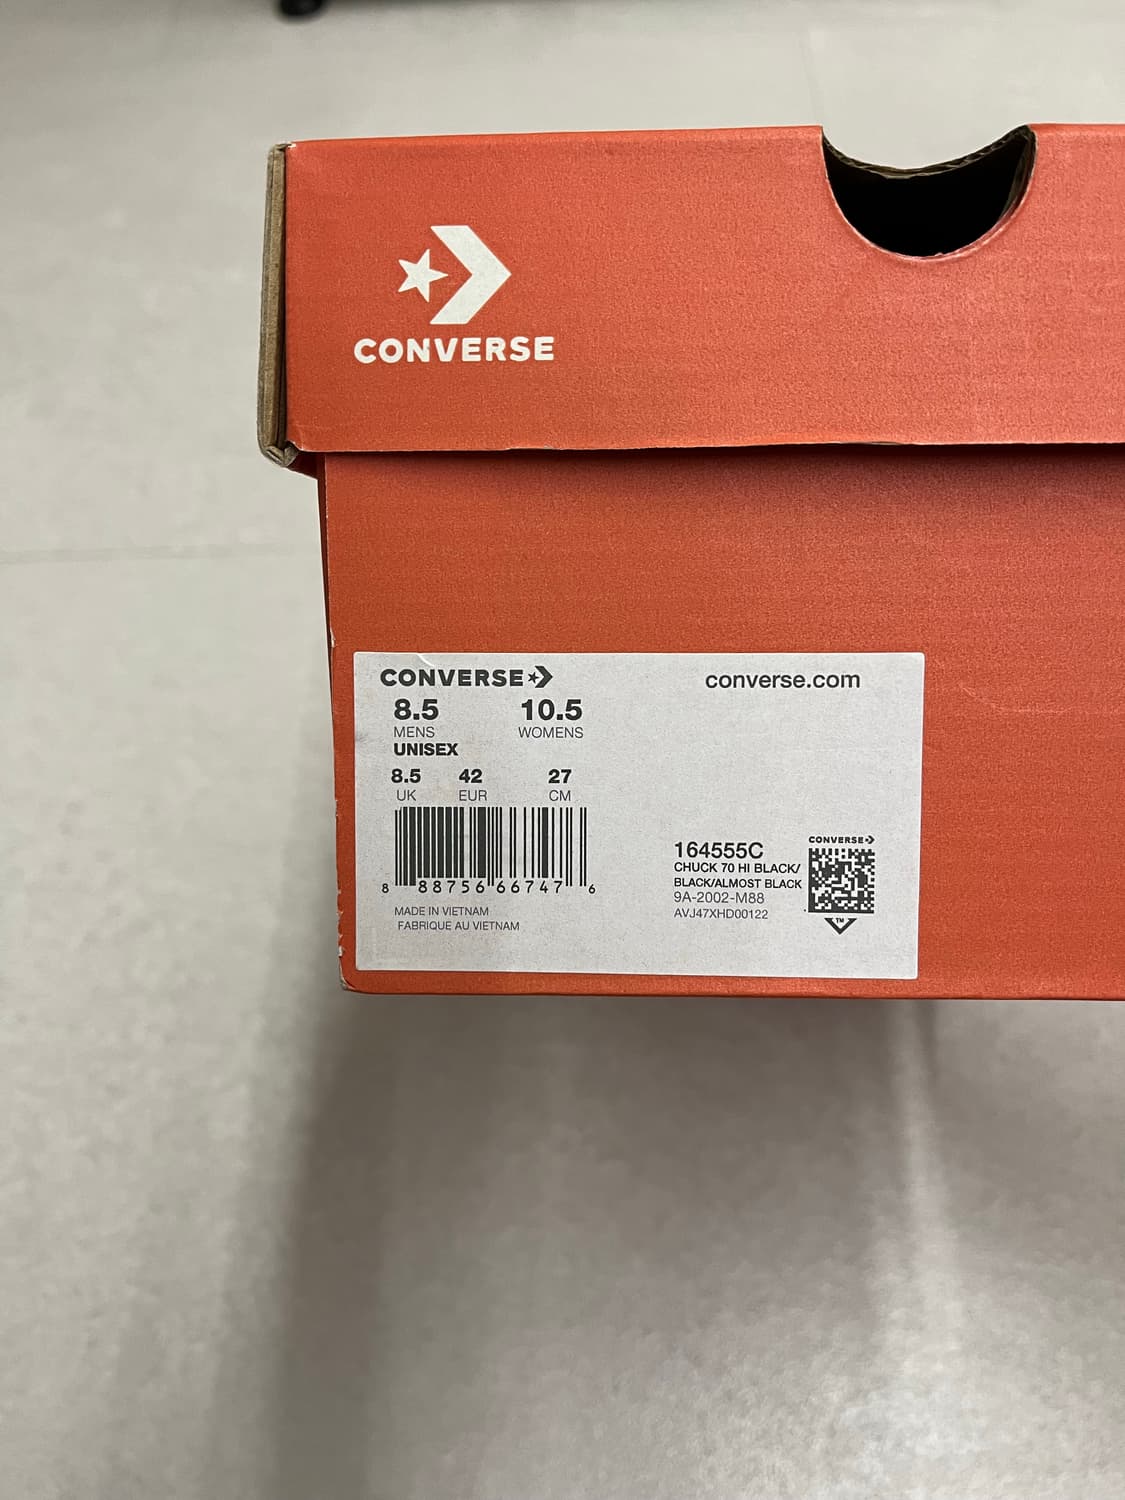 CONVERSE
CONVERSE converse.com
8.5 10.5
MENS WOMENS
UNISEX
8.5 42 27
UK EUR CM
8 88756 66747 6
MADE IN VIETNAM
FABRIQUÉ AU VIETNAM
CONVERSE
164555C
CHUCK 70 HI BLACK/
BLACK/ALMOST BLACK
9A-2002-M88
AVJ47XHD00122
TM